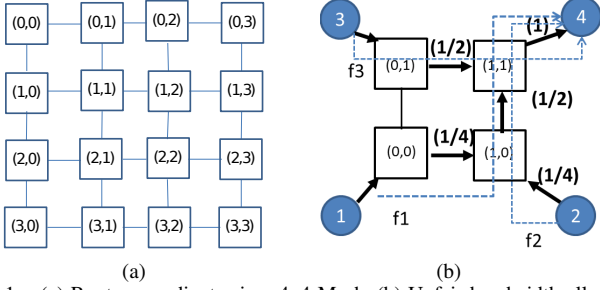 (0,0) (0,1) (0,2) (0,3)
(1,0) (1,1) (1,2) (1,3)
(2,0) (2,1) (2,2) (2,3)
(3,0) (3,1) (3,2) (3,3)
(a)
3 4
(1)
(1/2)
(0,1) (1,1)
f3
(1/2)
(1/4)
(0,0) (1,0)
(1/4)
1 2
f1
f2
(b)